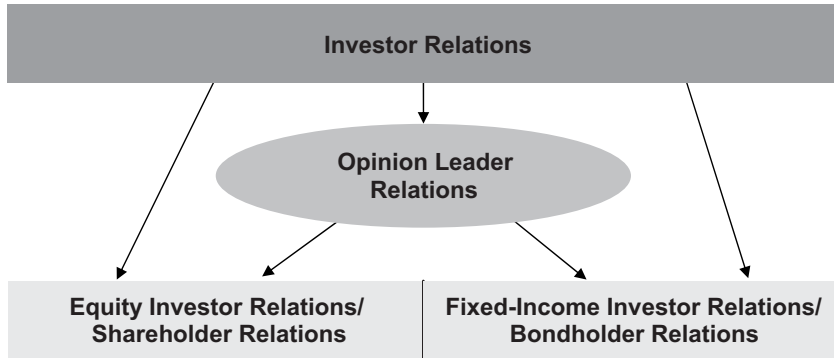 Investor Relations
Opinion Leader
Relations
Equity Investor Relations/
Shareholder Relations
Fixed-Income Investor Relations/
Bondholder Relations